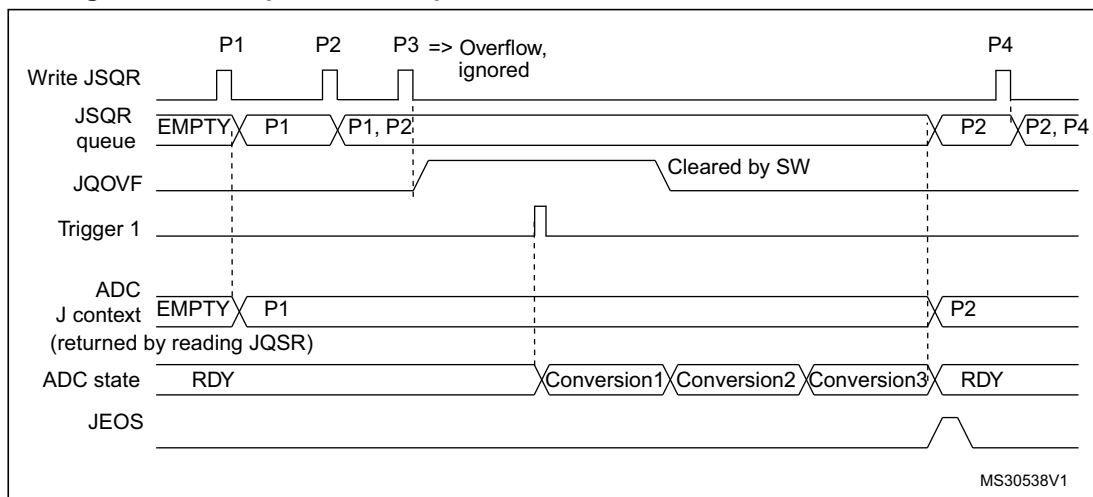 P1 P2 P3 => Overflow, P4
ignored
Write JSQR
JSQR
queue
EMPTY P1 P1, P2 P2 P2, P4
JQOVF Cleared by SW
Trigger 1
ADC
J context
EMPTY P1 P2
(returned by reading JQSR)
ADC state RDY Conversion1 Conversion2 Conversion3 RDY
JEOS
MS30538V1